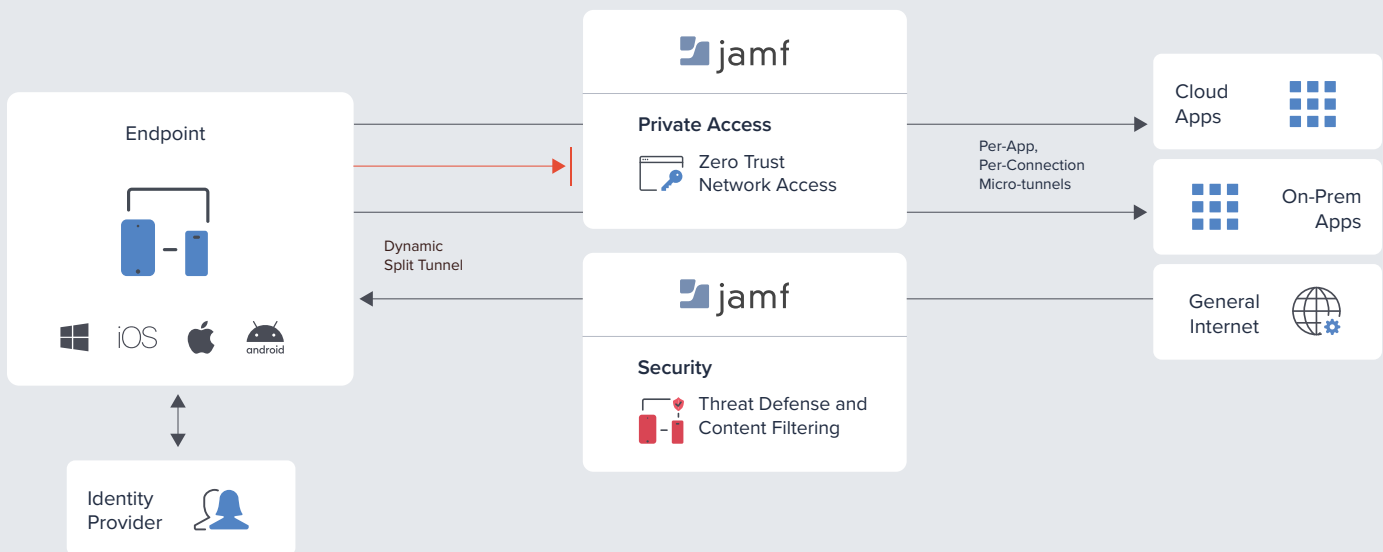 Endpoint
iOS
android
Identity
Provider
Dynamic
Split Tunnel
jamf
Private Access
Zero Trust
Network Access
jamf
Security
Threat Defense and
Content Filtering
Per-App,
Per-Connection
Micro-tunnels
Cloud
Apps
On-Prem
Apps
General
Internet